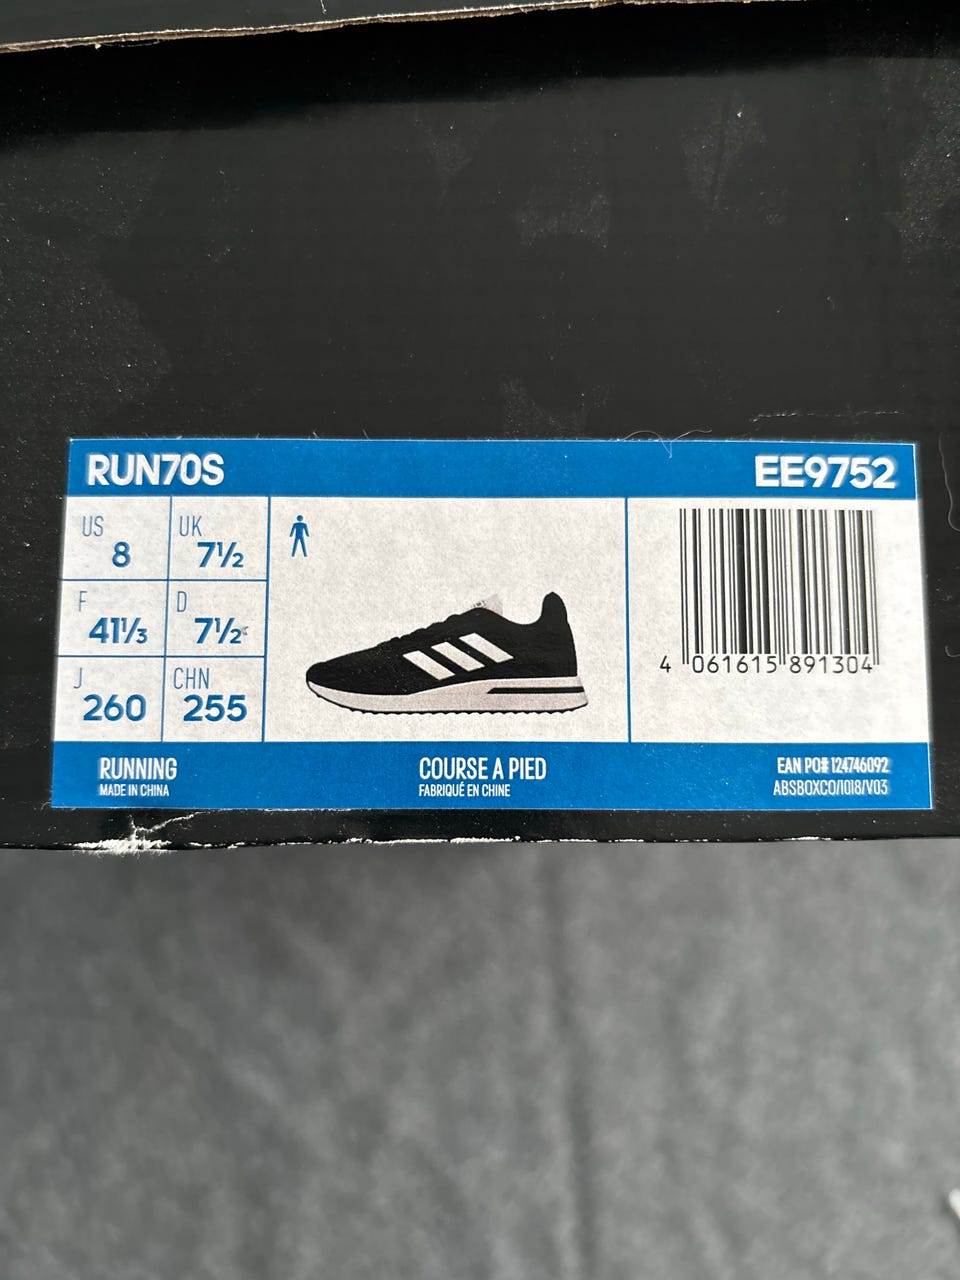 RUN70S
EE9752
US
8
UK
7½
F
41⅓
D
7½
J
260
CHN
255
4 061615 891304
RUNNING
MADE IN CHINA
COURSE A PIED
FABRIQUÉ EN CHINE
EAN PO# 124746092
ABSBOXCO/1018/V03